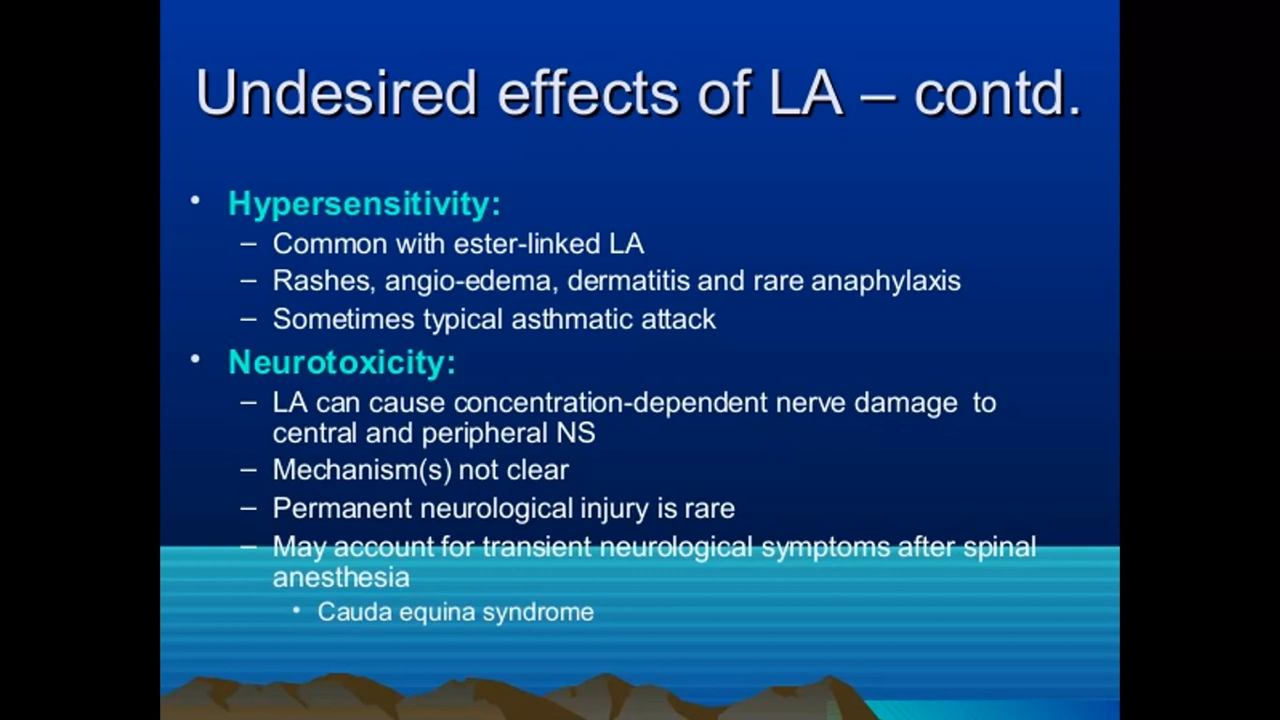 Undesired effects of LA – contd.
• Hypersensitivity:
– Common with ester-linked LA
– Rashes, angio-edema, dermatitis and rare anaphylaxis
– Sometimes typical asthmatic attack
• Neurotoxicity:
– LA can cause concentration-dependent nerve damage to
central and peripheral NS
– Mechanism(s) not clear
– Permanent neurological injury is rare
– May account for transient neurological symptoms after spinal
anesthesia
• Cauda equina syndrome